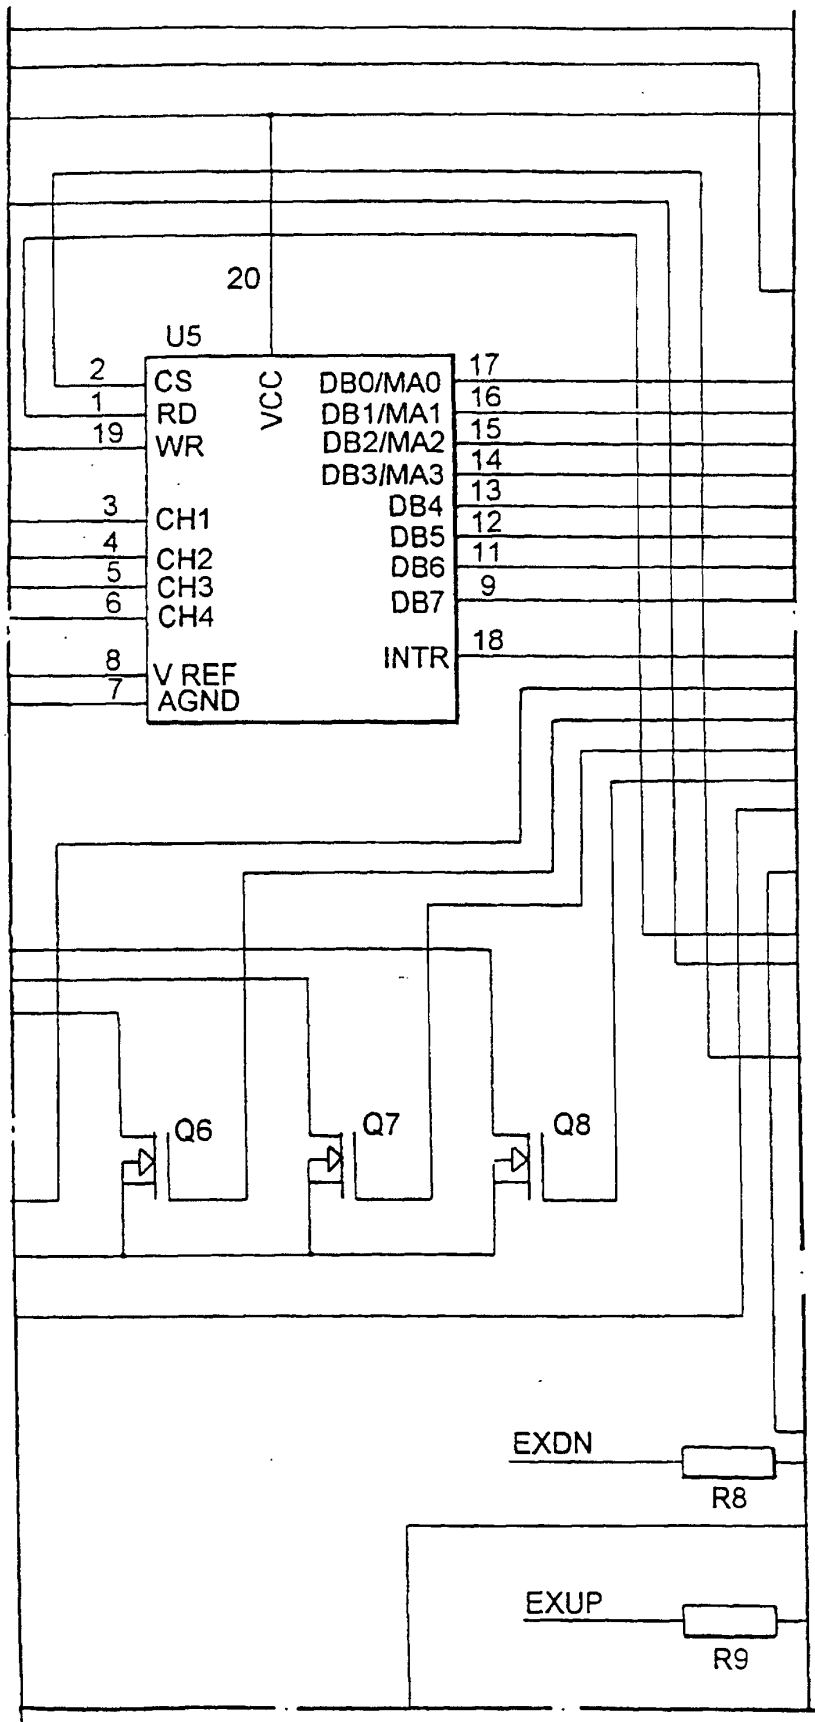 20
U5
2 CS VCC DB0/MA0 17
1 RD DB1/MA1 16
19 WR DB2/MA2 15
DB3/MA3 14
3 CH1 DB4 13
4 CH2 DB5 12
5 CH3 DB6 11
6 CH4 DB7 9
8 V REF INTR 18
7 AGND
Q6 Q7 Q8
EXDN
R8
EXUP
R9